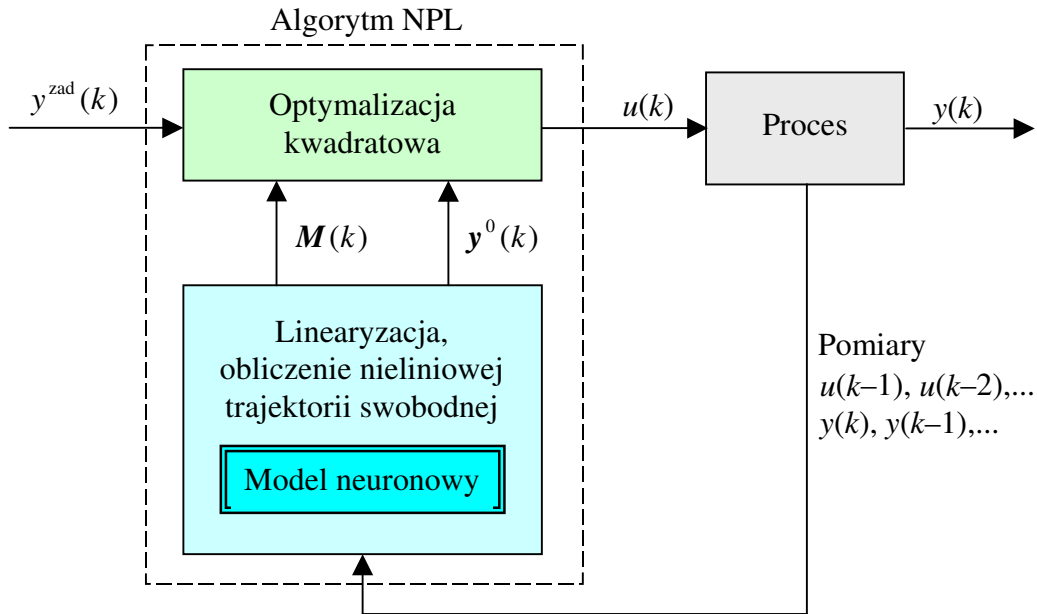 Algorytm NPL
y^zad(k)
Optymalizacja
kwadratowa
u(k)
Proces
y(k)
M(k)
y^0(k)
Linearyzacja,
obliczenie nieliniowej
trajektorii swobodnej
Model neuronowy
Pomiary
u(k–1), u(k–2),...
y(k), y(k–1),...